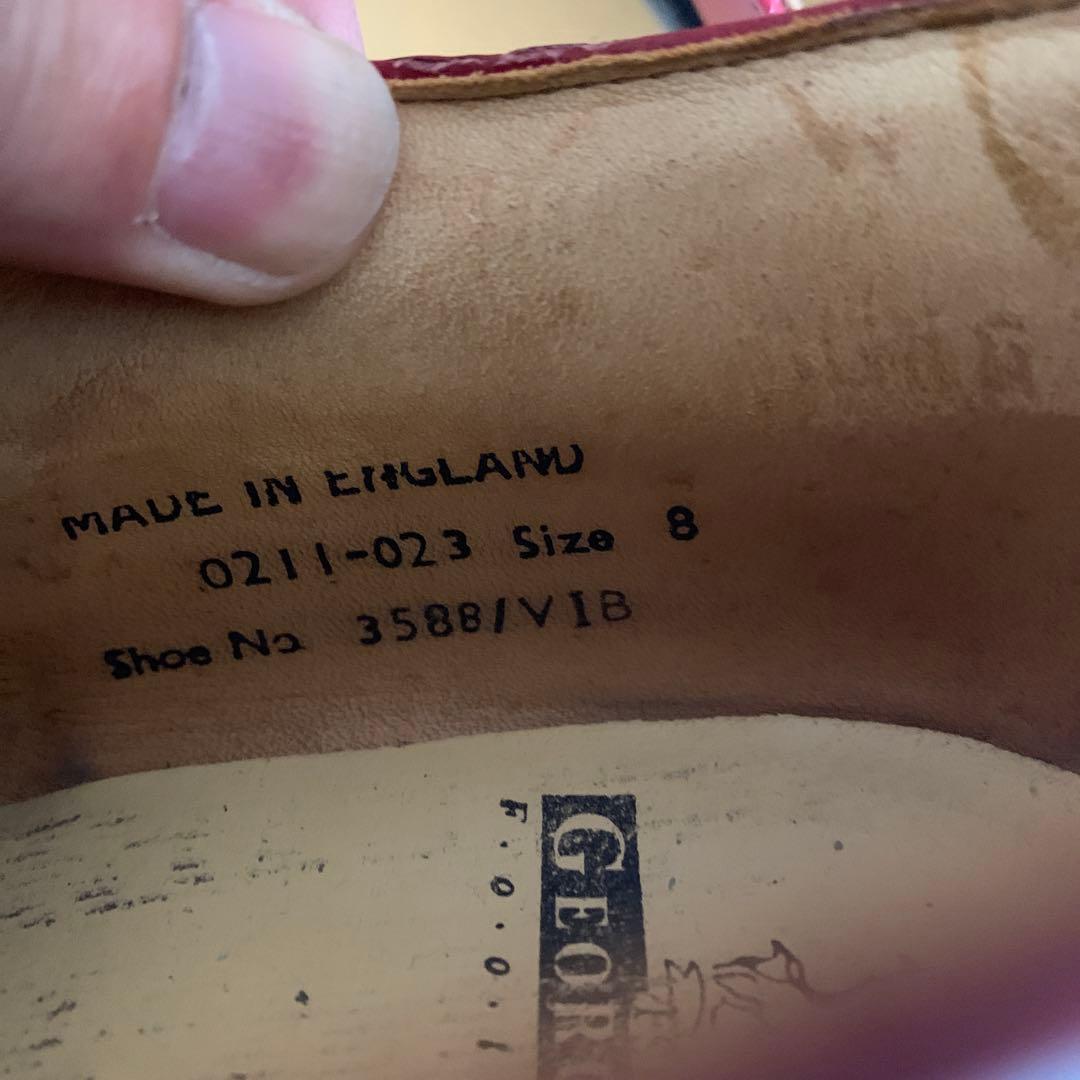 MADE IN ENGLAND
0211-023 Size 8
Shoe No 3588/VIB
GEOR